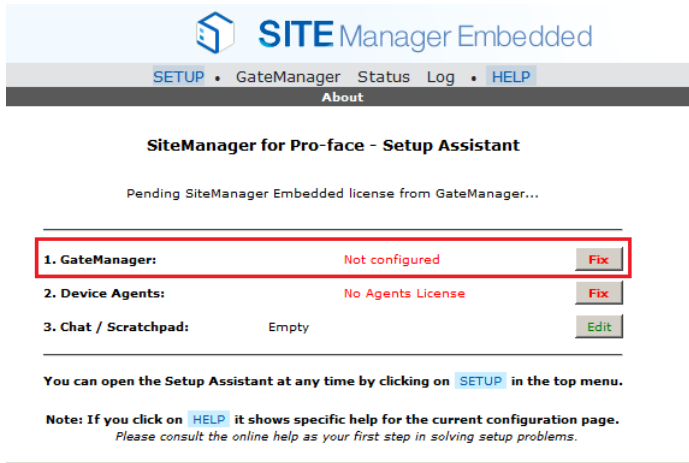 SITE Manager Embedded
SETUP • GateManager Status Log • HELP
About
SiteManager for Pro-face - Setup Assistant
Pending SiteManager Embedded license from GateManager...
1. GateManager: Not configured Fix
2. Device Agents: No Agents License Fix
3. Chat / Scratchpad: Empty Edit
You can open the Setup Assistant at any time by clicking on SETUP in the top menu.
Note: If you click on HELP it shows specific help for the current configuration page.
Please consult the online help as your first step in solving setup problems.